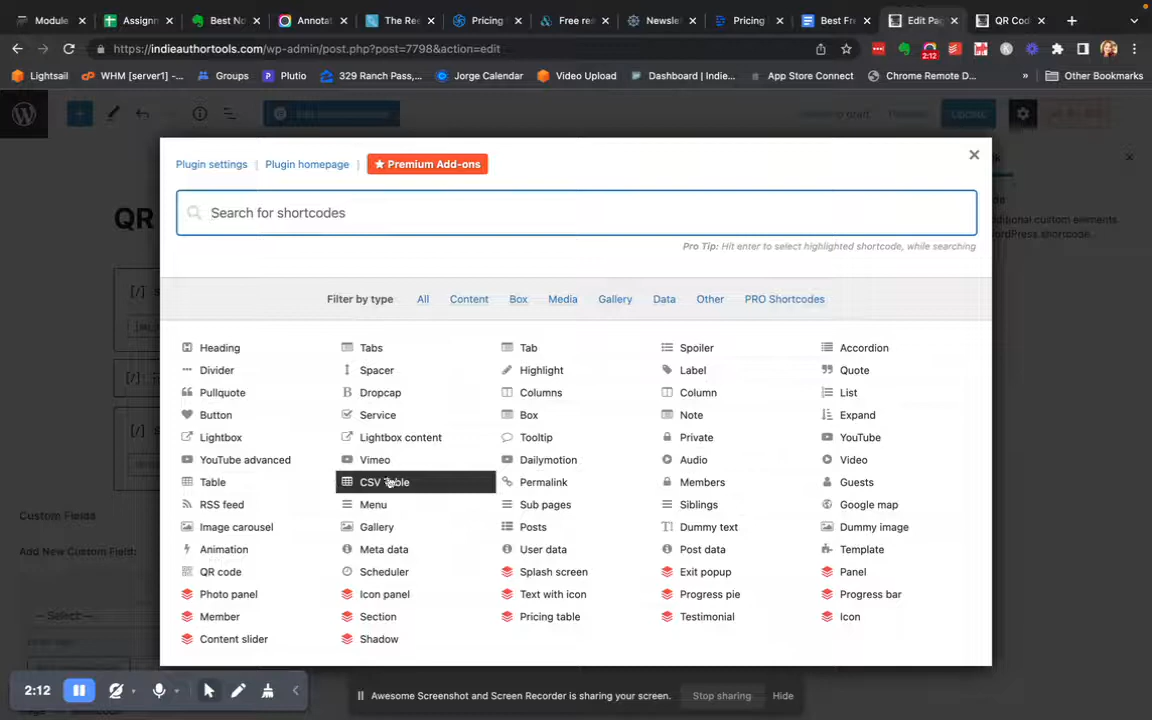 Module
Assignm
Best No
Annotat
The Re
Pricing
Free res
Newsle
Pricing
Best Fre
Edit Pag
QR Cod
https://indieauthortools.com/wp-admin/post.php?post=7798&action=edit
2:12
Lightsail
WHM [server1] -...
Groups
Plutio
329 Ranch Pass,...
Jorge Calendar
Video Upload
Dashboard | Indie...
App Store Connect
Chrome Remote D...
» Other Bookmarks
Plugin settings | Plugin homepage | ★ Premium Add-ons
QR
Search for shortcodes
Pro Tip: Hit enter to select highlighted shortcode, while searching
Filter by type All Content Box Media Gallery Data Other PRO Shortcodes
Heading Tabs Tab Spoiler Accordion
Divider Spacer Highlight Label Quote
Pullquote Dropcap Columns Column List
Button Service Box Note Expand
Lightbox Lightbox content Tooltip Private YouTube
YouTube advanced Vimeo Dailymotion Audio Video
Table CSV Table Permalink Members Guests
RSS feed Menu Sub pages Siblings Google map
Image carousel Gallery Posts Dummy text Dummy image
Animation Meta data User data Post data Template
QR code Scheduler Splash screen Exit popup Panel
Photo panel Icon panel Text with icon Progress pie Progress bar
Member Section Pricing table Testimonial Icon
Content slider Shadow
Custom Fields
Add New Custom Field:
— Select —
2:12
Awesome Screenshot and Screen Recorder is sharing your screen. Stop sharing Hide